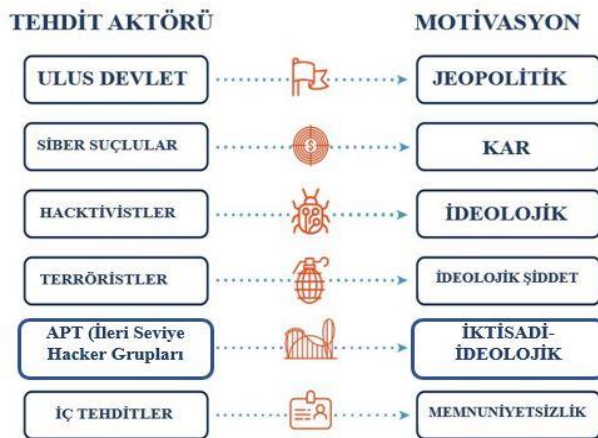 TEHDİT AKTÖRÜ MOTİVASYON
ULUS DEVLET JEOPOLİTİK
SİBER SUÇLULAR $ KAR
HACKTİVİSTLER İDEOLOJİK
TERRÖRİSTLER İDEOLOJİK ŞİDDET
APT (İleri Seviye
Hacker Grupları
İKTİSADİ-
İDEOLOJİK
İÇ TEHDİTLER MEMNUNİYETSİZLİK